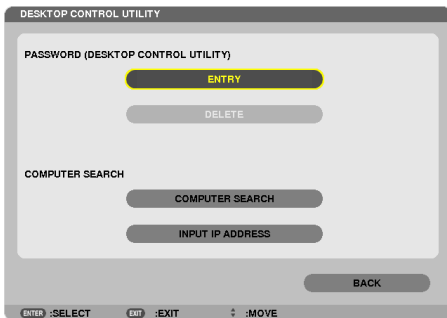 DESKTOP CONTROL UTILITY
PASSWORD (DESKTOP CONTROL UTILITY)
ENTRY
DELETE
COMPUTER SEARCH
COMPUTER SEARCH
INPUT IP ADDRESS
BACK
ENTER :SELECT EXIT :EXIT :MOVE